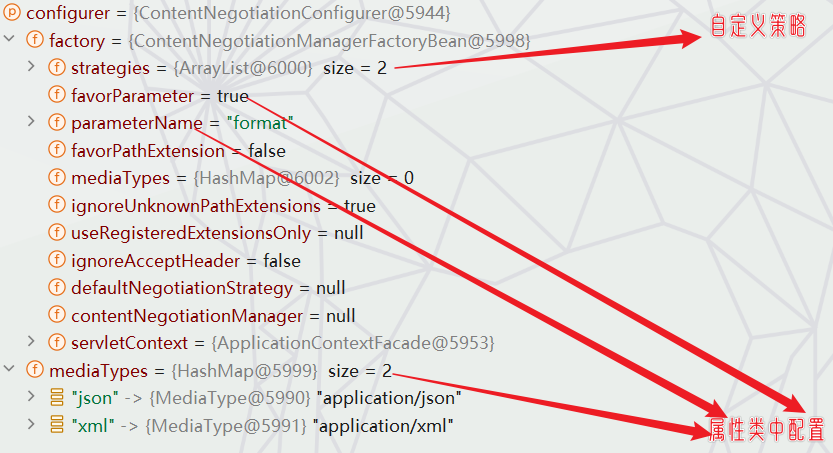 configurer = {ContentNegotiationConfigurer@5944}
自定义策略
factory = {ContentNegotiationManagerFactoryBean@5998}
strategies = {ArrayList@6000} size = 2
favorParameter = true
parameterName = "format"
favorPathExtension = false
mediaTypes = {HashMap@6002} size = 0
ignoreUnknownPathExtensions = true
useRegisteredExtensionsOnly = null
ignoreAcceptHeader = false
defaultNegotiationStrategy = null
contentNegotiationManager = null
servletContext = {ApplicationContextFacade@5953}
mediaTypes = {HashMap@5999} size = 2
"json" -> {MediaType@5990} "application/json"
"xml" -> {MediaType@5991} "application/xml"
属性类中配置